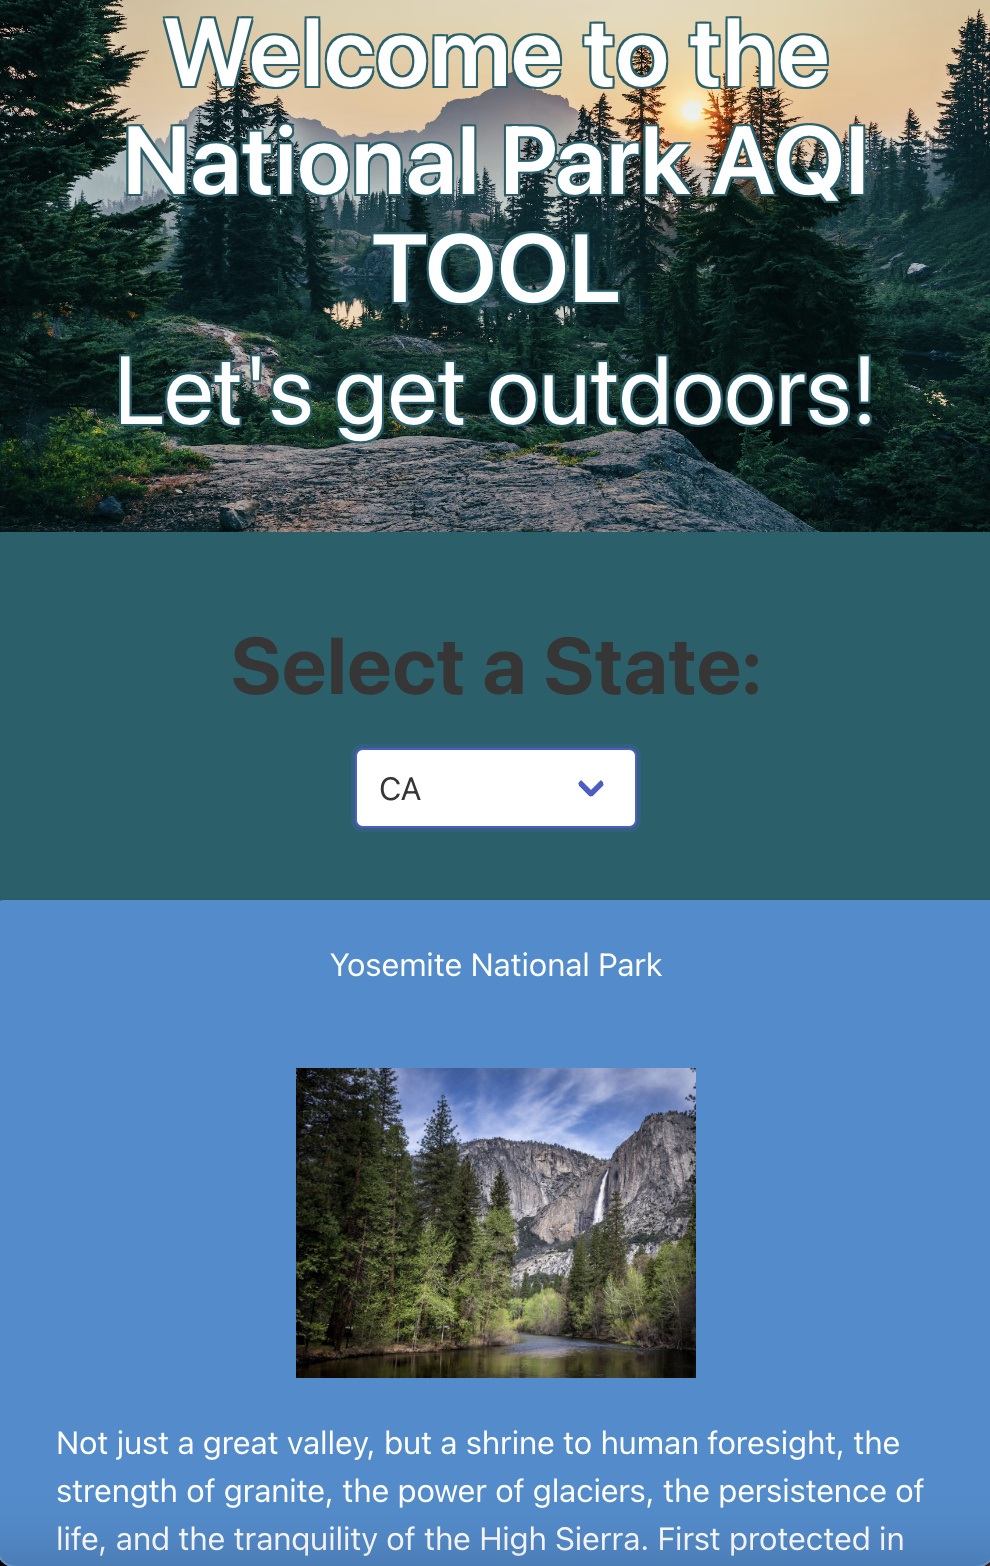 Welcome to the
National Park AQI
TOOL
Let's get outdoors!
Select a State:
CA
Yosemite National Park
Not just a great valley, but a shrine to human foresight, the
strength of granite, the power of glaciers, the persistence of
life, and the tranquility of the High Sierra. First protected in